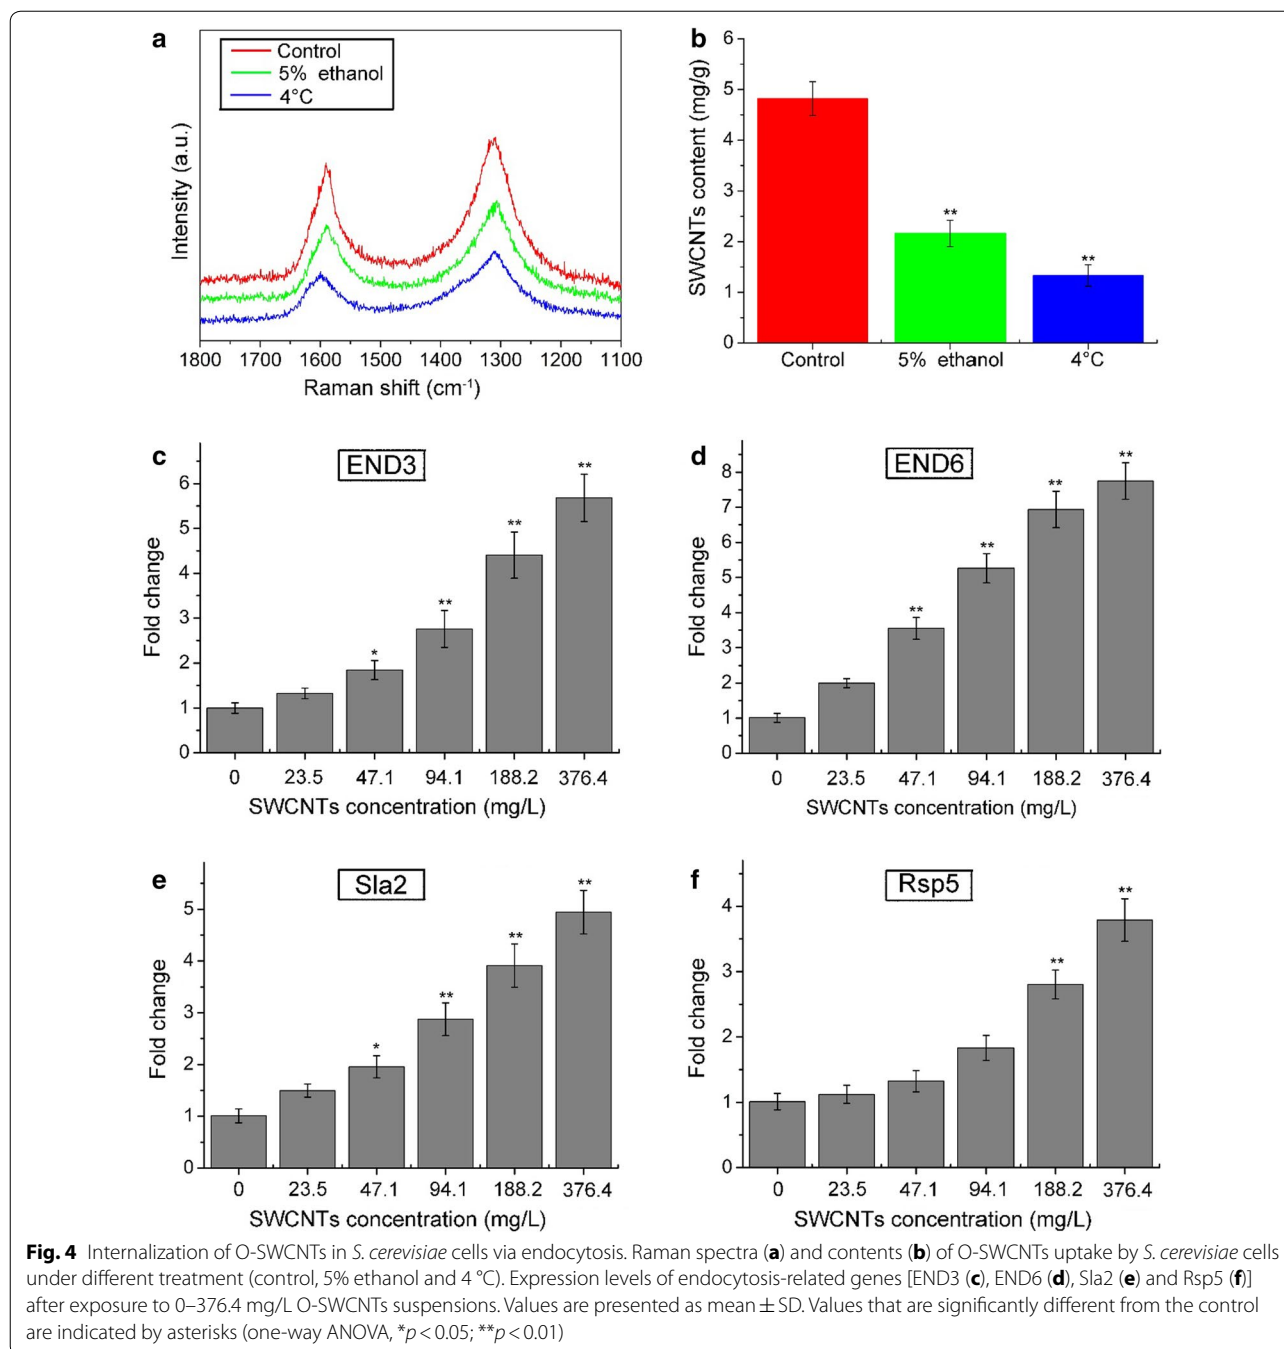 a
Control
5% ethanol
4°C
Intensity (a.u.)
1800 1700 1600 1500 1400 1300 1200 1100
Raman shift (cm⁻¹)
b
SWCNTs content (mg/g)
6
5
4
3
2
1
0
**
**
Control 5% ethanol 4°C
c
END3
Fold change
6
5
4
3
2
1
0
*
**
**
**
0 23.5 47.1 94.1 188.2 376.4
SWCNTs concentration (mg/L)
d
END6
Fold change
8
7
6
5
4
3
2
1
0
**
**
**
**
0 23.5 47.1 94.1 188.2 376.4
SWCNTs concentration (mg/L)
e
Sla2
Fold change
5
4
3
2
1
0
*
**
**
**
0 23.5 47.1 94.1 188.2 376.4
SWCNTs concentration (mg/L)
f
Rsp5
Fold change
4
3
2
1
0
**
**
0 23.5 47.1 94.1 188.2 376.4
SWCNTs concentration (mg/L)
Fig. 4 Internalization of O-SWCNTs in S. cerevisiae cells via endocytosis. Raman spectra (a) and contents (b) of O-SWCNTs uptake by S. cerevisiae cells
under different treatment (control, 5% ethanol and 4 °C). Expression levels of endocytosis-related genes [END3 (c), END6 (d), Sla2 (e) and Rsp5 (f)]
after exposure to 0–376.4 mg/L O-SWCNTs suspensions. Values are presented as mean ± SD. Values that are significantly different from the control
are indicated by asterisks (one-way ANOVA, *p < 0.05; **p < 0.01)